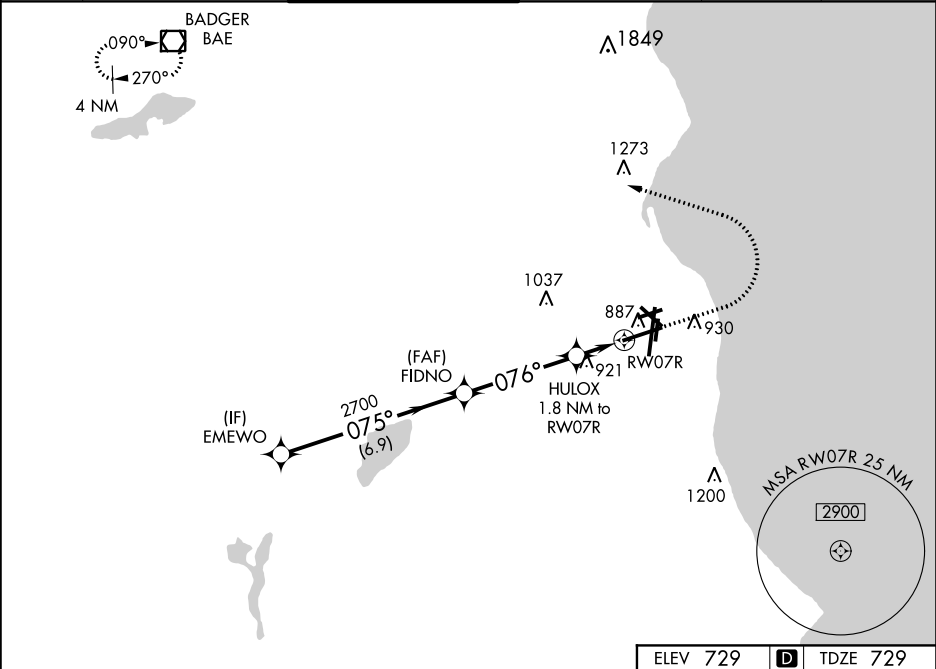 BADGER
BAE
090°
270°
4 NM
1849
1273
1037
887
930
(FAF)
FIDNO
076°
921
RW07R
HULOX
1.8 NM to
RW07R
(IF)
EMEWO
2700
075°
(6.9)
1200
MSA RW07R 25 NM
2900
ELEV 729 D TDZE 729